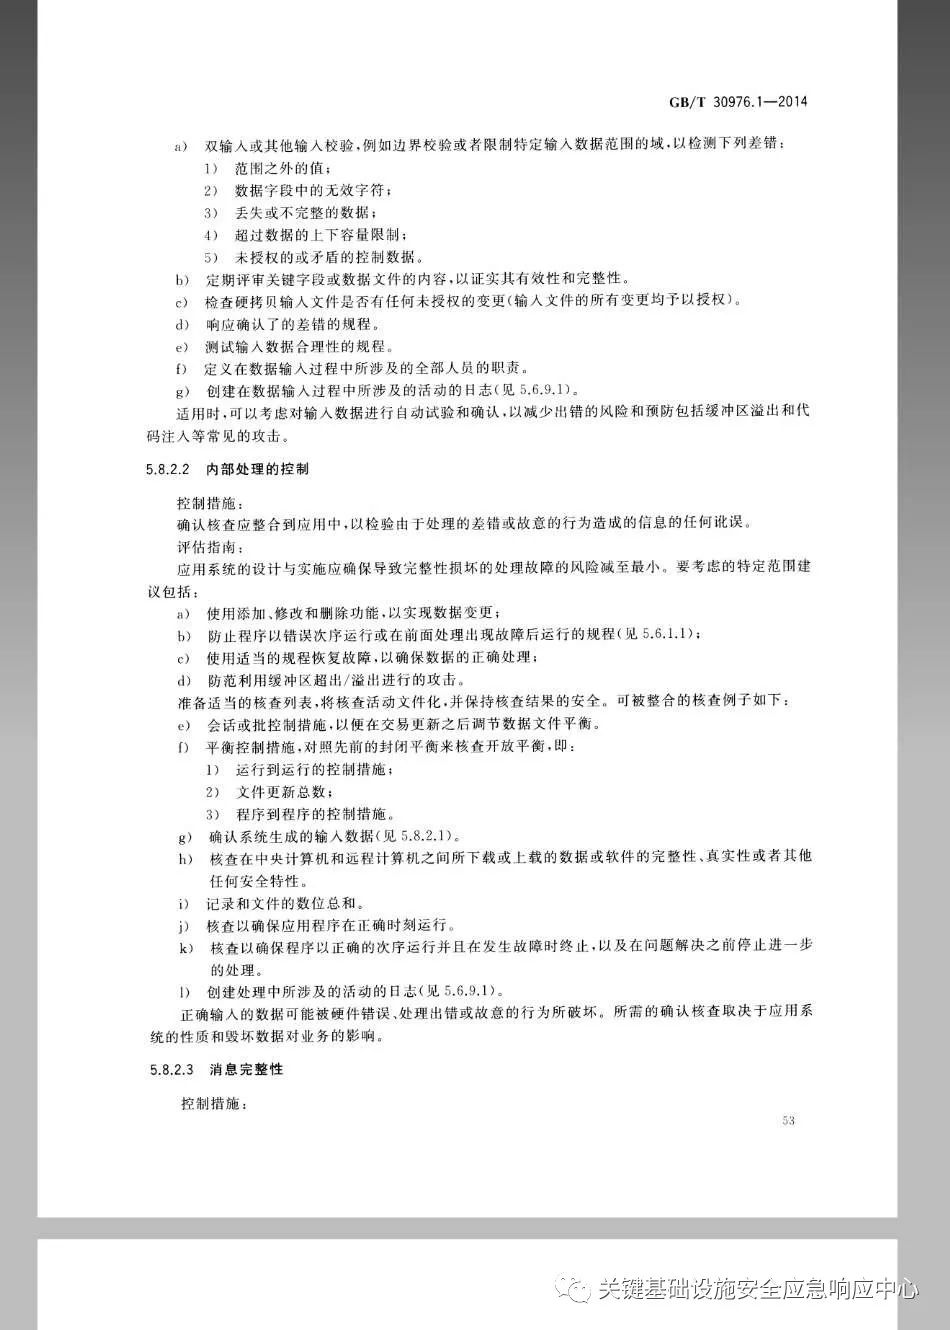 GB/T 30976.1—2014
a) 双输入或其他输入校验,例如边界校验或者限制特定输入数据范围的域,以检测下列差错:
1) 范围之外的值;
2) 数据字段中的无效字符;
3) 丢失或不完整的数据;
4) 超过数据的上下容量限制;
5) 未授权的或矛盾的控制数据。
b) 定期评审关键字段或数据文件的内容,以证实其有效性和完整性。
c) 检查硬拷贝输入文件是否有任何未授权的变更(输入文件的所有变更均予以授权)。
d) 响应确认了的差错的规程。
e) 测试输入数据合理性的规程。
f) 定义在数据输入过程中所涉及的全部人员的职责。
g) 创建在数据输入过程中所涉及的活动的日志(见 5.6.9.1)。
适用时,可以考虑对输入数据进行自动试验和确认,以减少出错的风险和预防包括缓冲区溢出和代
码注入等常见的攻击。
5.8.2.2 内部处理的控制
控制措施:
确认核查应整合到应用中,以检验由于处理的差错或故意的行为造成的信息的任何讹误。
评估指南:
应用系统的设计与实施应确保导致完整性损坏的处理故障的风险减至最小。要考虑的特定范围建
议包括:
a) 使用添加、修改和删除功能,以实现数据变更;
b) 防止程序以错误次序运行或在前面处理出现故障后运行的规程(见 5.6.1.1);
c) 使用适当的规程恢复故障,以确保数据的正确处理;
d) 防范利用缓冲区超出/溢出进行的攻击。
准备适当的核查列表,将核查活动文件化,并保持核查结果的安全。可被整合的核查例子如下:
e) 会话或批控制措施,以便在交易更新之后调节数据文件平衡。
f) 平衡控制措施,对照先前的封闭平衡来核查开放平衡,即:
1) 运行到运行的控制措施;
2) 文件更新总数;
3) 程序到程序的控制措施。
g) 确认系统生成的输入数据(见 5.8.2.1)。
h) 核查在中央计算机和远程计算机之间所下载或上载的数据或软件的完整性、真实性或者其他
任何安全特性。
i) 记录和文件的数位总和。
j) 核查以确保应用程序在正确时刻运行。
k) 核查以确保程序以正确的次序运行并且在发生故障时终止,以及在问题解决之前停止进一步
的处理。
l) 创建处理中所涉及的活动的日志(见 5.6.9.1)。
正确输入的数据可能被硬件错误、处理出错或故意的行为所破坏。所需的确认核查取决于应用系
统的性质和毁坏数据对业务的影响。
5.8.2.3 消息完整性
控制措施:
53
关键基础设施安全应急响应中心